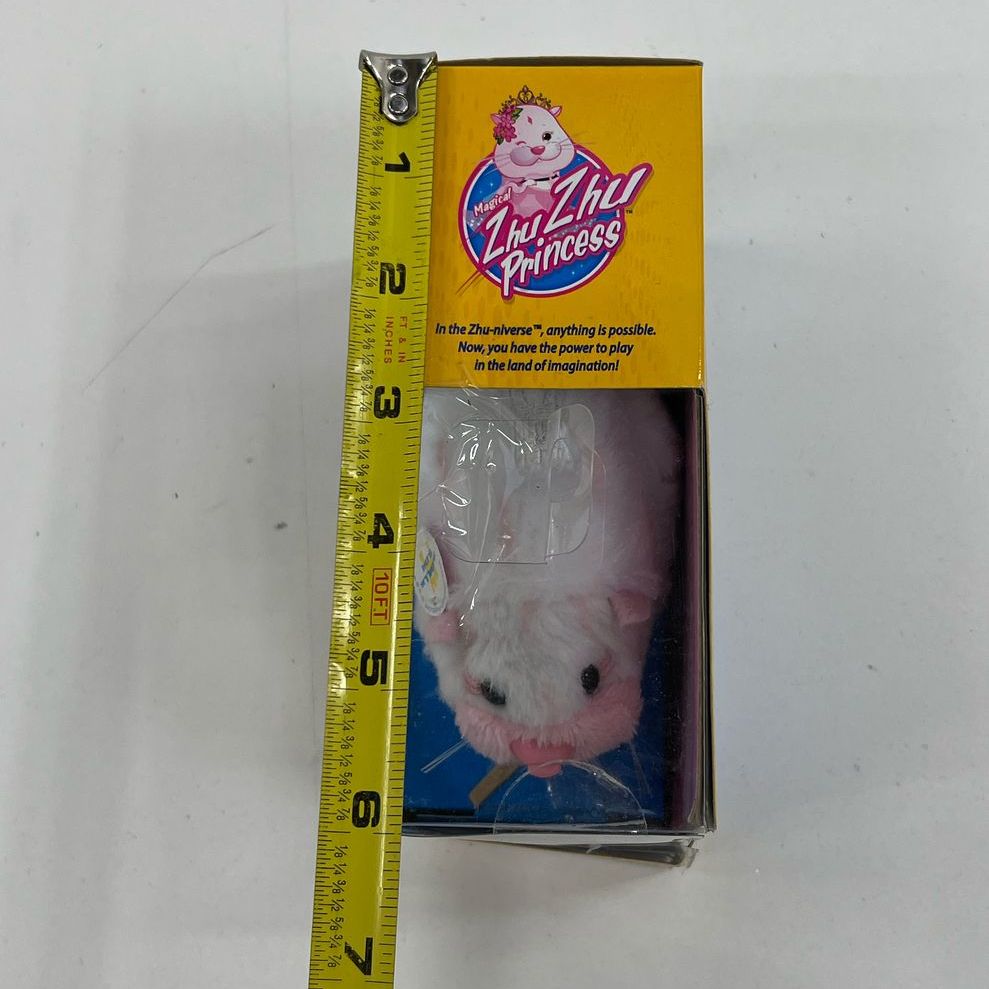 Magical
Zhu Zhu
Princess™
In the Zhu-niverse™, anything is possible.
Now, you have the power to play
in the land of imagination!
1
2
FT & IN
INCHES
3
4
10FT
5
6
7